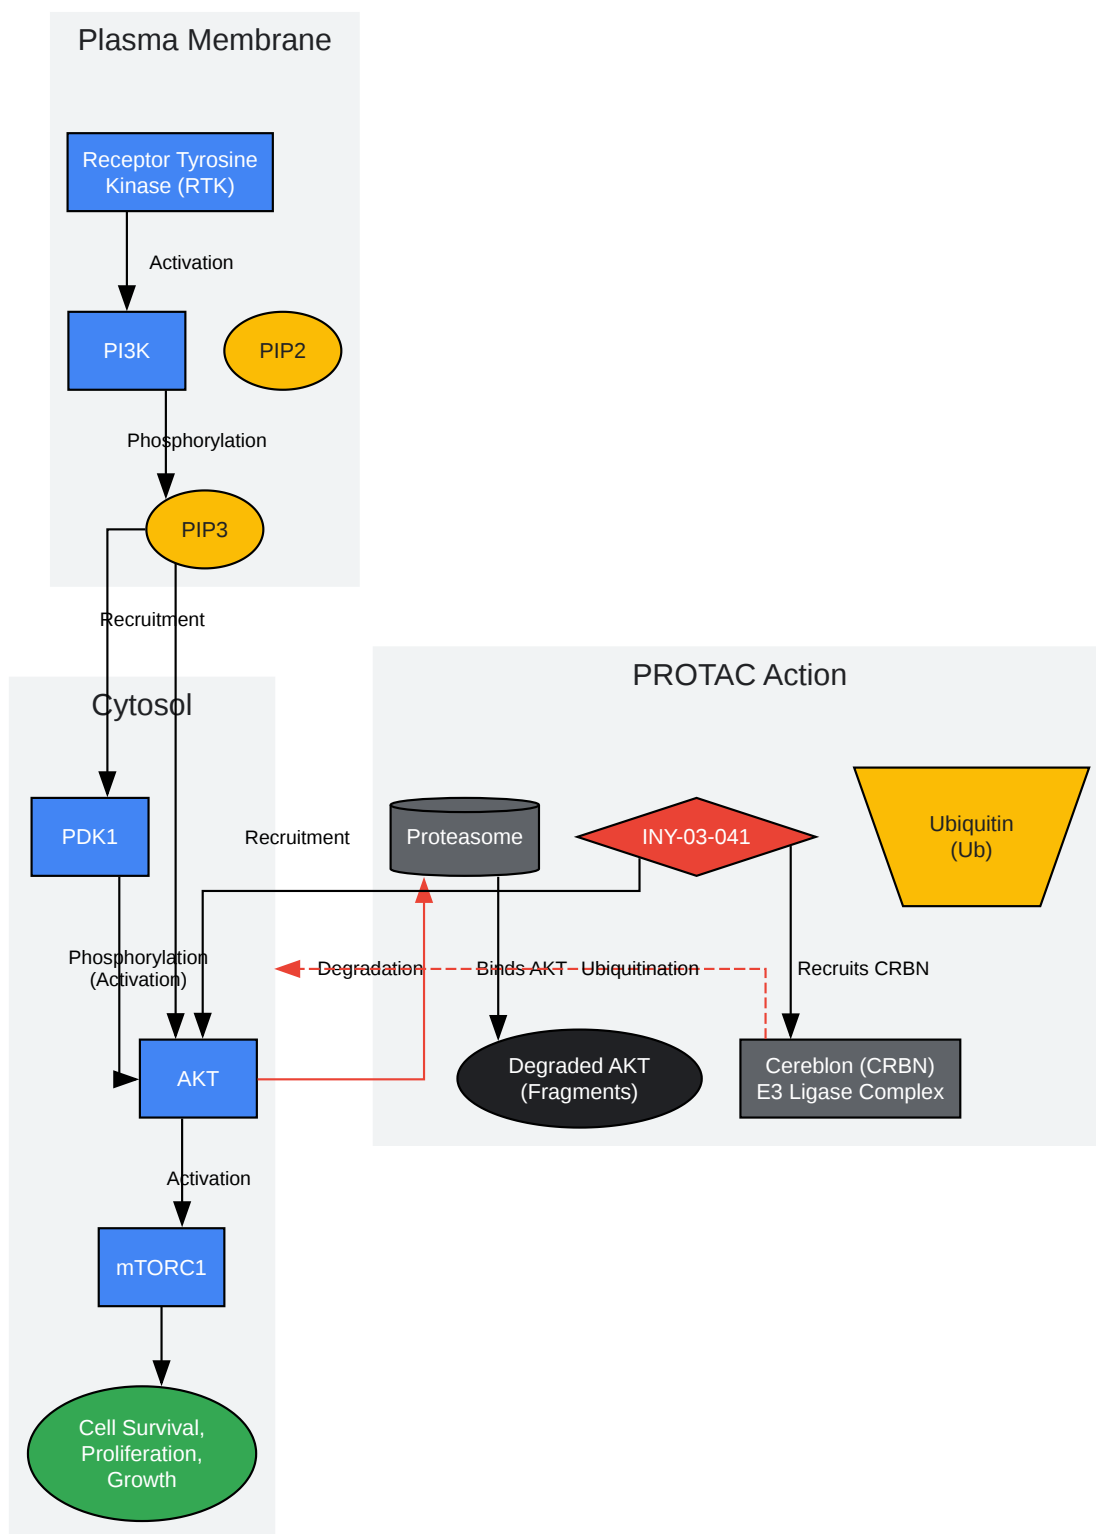 Plasma Membrane
Receptor Tyrosine
Kinase (RTK)
Activation
PI3K
PIP2
Phosphorylation
PIP3
Recruitment
PROTAC Action
Cytosol
PDK1
Recruitment
Proteasome
INY-03-041
Ubiquitin
(Ub)
Phosphorylation
(Activation)
Degradation
Binds AKT
Ubiquitination
Recruits CRBN
AKT
Degraded AKT
(Fragments)
Cereblon (CRBN)
E3 Ligase Complex
Activation
mTORC1
Cell Survival,
Proliferation,
Growth